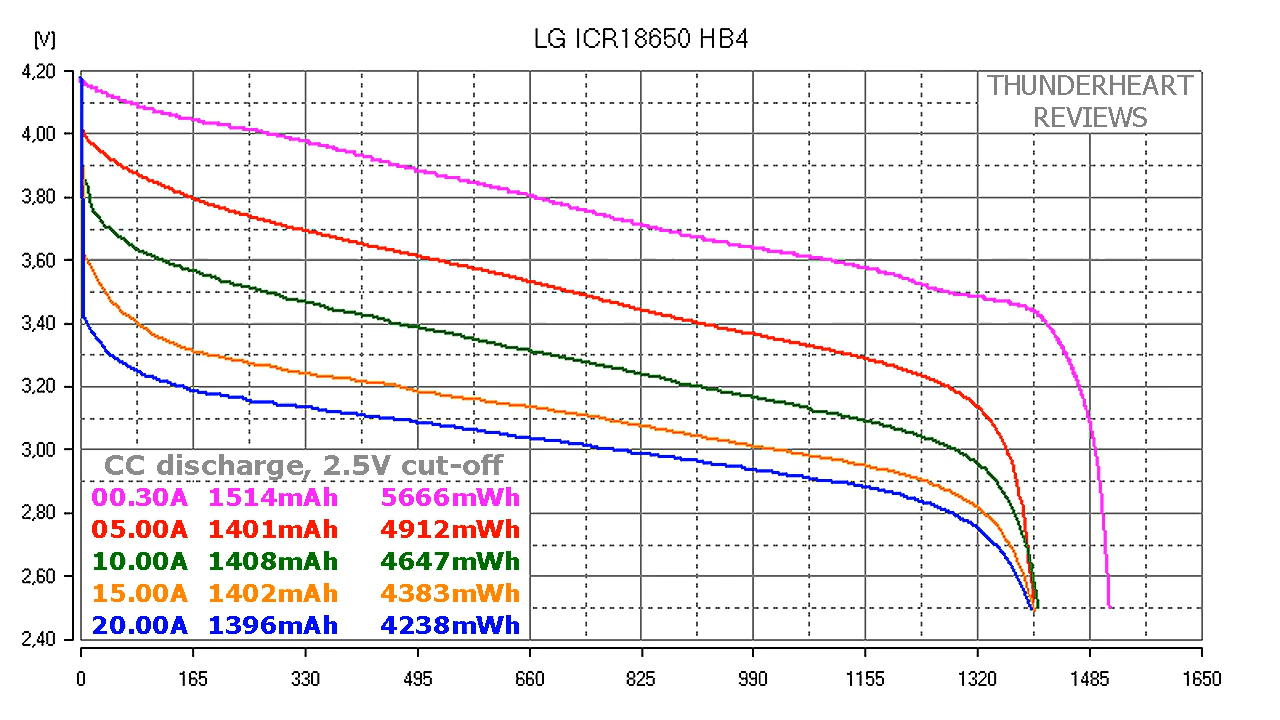 LG ICR18650 HB4
[V]
4,20
THUNDERHEART
REVIEWS
4,00
3,80
3,60
3,40
3,20
3,00
CC discharge, 2.5V cut-off
00.30A 1514mAh 5666mWh
05.00A 1401mAh 4912mWh
2,80
10.00A 1408mAh 4647mWh
2,60
15.00A 1402mAh 4383mWh
20.00A 1396mAh 4238mWh
2,40
0 165 330 495 660 825 990 1155 1320 1485 1650